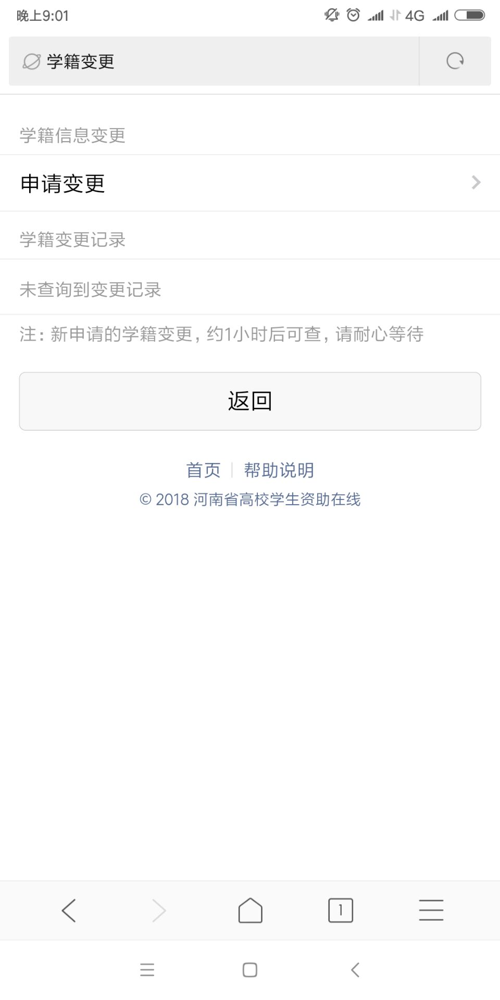 晚上9:01
4G
学籍变更
学籍信息变更
申请变更
学籍变更记录
未查询到变更记录
注：新申请的学籍变更，约1小时后可查，请耐心等待
返回
首页 | 帮助说明
© 2018 河南省高校学生资助在线
1